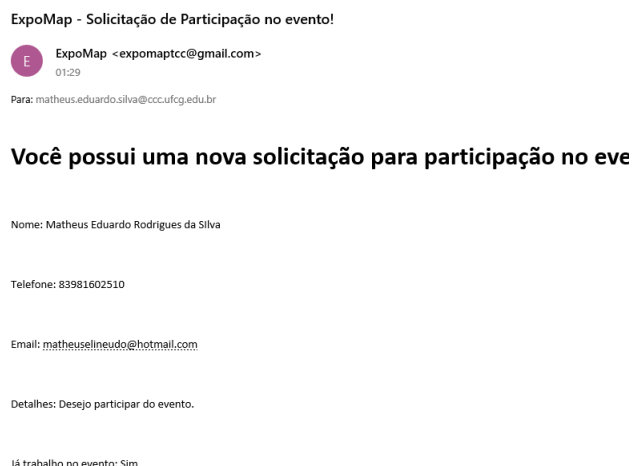 ExpoMap - Solicitação de Participação no evento!
E
ExpoMap <expomaptcc@gmail.com>
01:29
Para: matheus.eduardo.silva@ccc.ufcg.edu.br
Você possui uma nova solicitação para participação no eve
Nome: Matheus Eduardo Rodrigues da SIlva
Telefone: 83981602510
Email: matheuselineudo@hotmail.com
Detalhes: Desejo participar do evento.
Já trabalho no evento: Sim